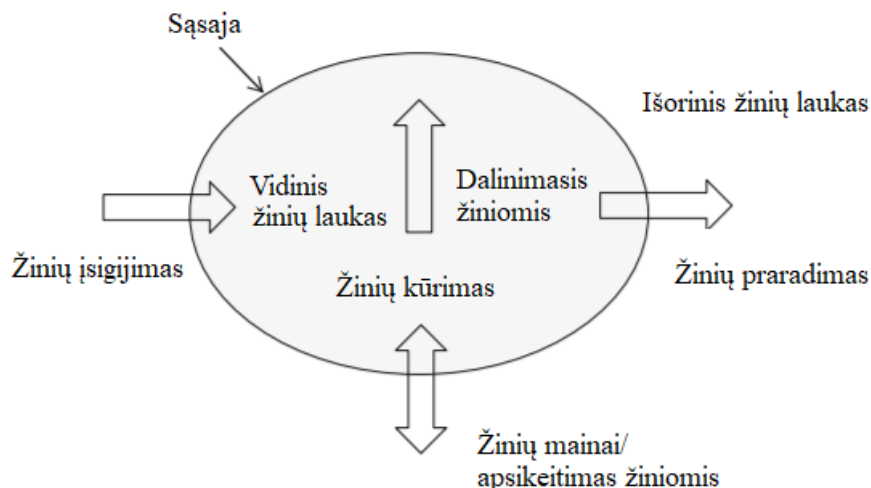 Sąsaja
Išorinis žinių laukas
Vidinis
žinių laukas
Dalinimasis
žiniomis
Žinių įsigijimas
Žinių kūrimas
Žinių praradimas
Žinių mainai/
apsikeitimas žiniomis